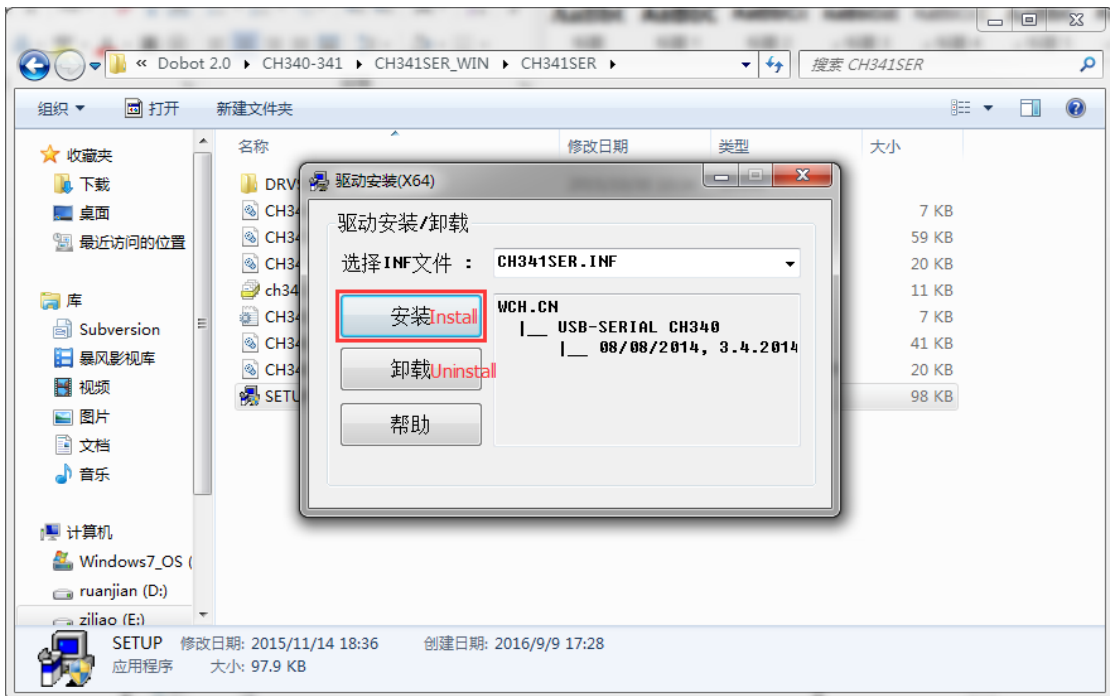 « Dobot 2.0 ▸ CH340-341 ▸ CH341SER_WIN ▸ CH341SER ▸
搜索 CH341SER
组织 打开 新建文件夹
名称 修改日期 类型 大小
收藏夹
下载
桌面
最近访问的位置
库
Subversion
暴风影视库
视频
图片
文档
音乐
计算机
Windows7_OS (
ruanjian (D:)
ziliao (E:)
DRV
CH34
CH34
CH34
ch34
CH34
CH34
CH34
SETU
7 KB
59 KB
20 KB
11 KB
7 KB
41 KB
20 KB
98 KB
驱动安装(X64)
驱动安装/卸载
选择INF文件 : CH341SER.INF
安装Install
卸载Uninstall
帮助
WCH.CN
|__ USB-SERIAL CH340
|__ 08/08/2014, 3.4.2014
SETUP 修改日期: 2015/11/14 18:36 创建日期: 2016/9/9 17:28
应用程序 大小: 97.9 KB